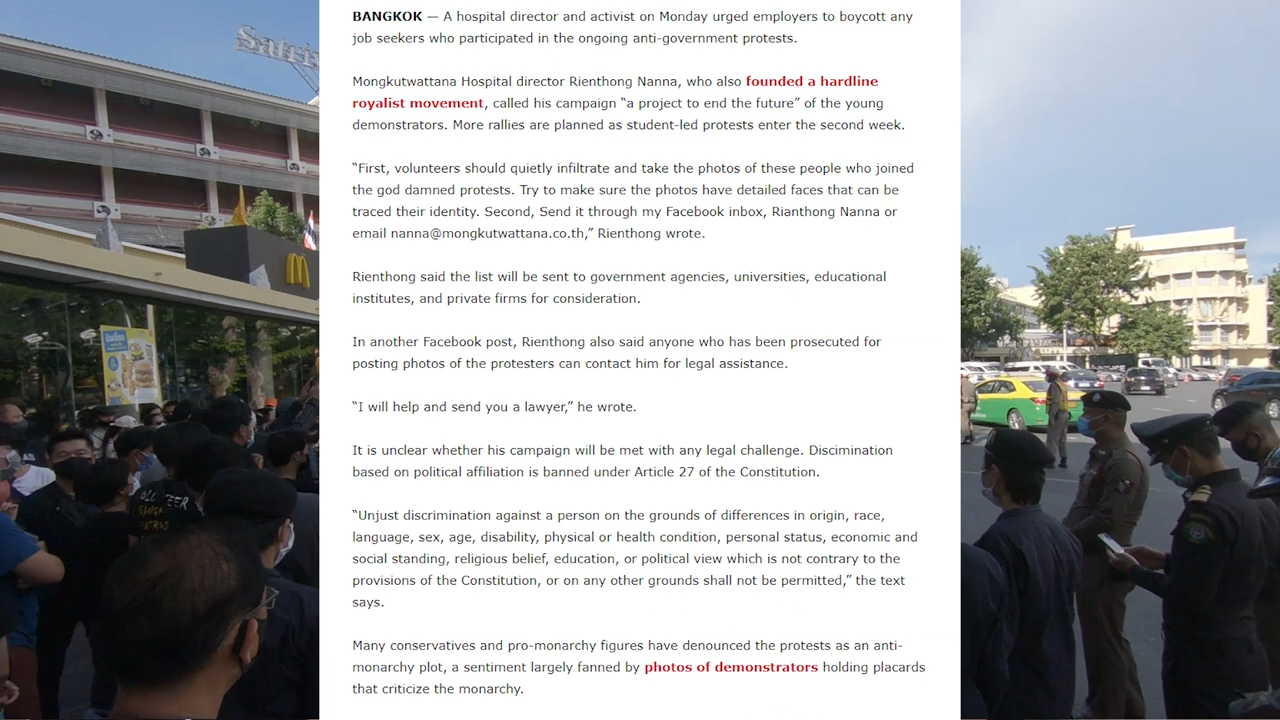 Satri
BANGKOK — A hospital director and activist on Monday urged employers to boycott any
job seekers who participated in the ongoing anti-government protests.
Mongkutwattana Hospital director Rienthong Nanna, who also founded a hardline
royalist movement, called his campaign “a project to end the future” of the young
demonstrators. More rallies are planned as student-led protests enter the second week.
“First, volunteers should quietly infiltrate and take the photos of these people who joined
the god damned protests. Try to make sure the photos have detailed faces that can be
traced their identity. Second, Send it through my Facebook inbox, Rianthong Nanna or
email nanna@mongkutwattana.co.th,” Rienthong wrote.
Rienthong said the list will be sent to government agencies, universities, educational
institutes, and private firms for consideration.
In another Facebook post, Rienthong also said anyone who has been prosecuted for
posting photos of the protesters can contact him for legal assistance.
“I will help and send you a lawyer,” he wrote.
It is unclear whether his campaign will be met with any legal challenge. Discimination
based on political affiliation is banned under Article 27 of the Constitution.
“Unjust discrimination against a person on the grounds of differences in origin, race,
language, sex, age, disability, physical or health condition, personal status, economic and
social standing, religious belief, education, or political view which is not contrary to the
provisions of the Constitution, or on any other grounds shall not be permitted,” the text
says.
Many conservatives and pro-monarchy figures have denounced the protests as an anti-
monarchy plot, a sentiment largely fanned by photos of demonstrators holding placards
that criticize the monarchy.